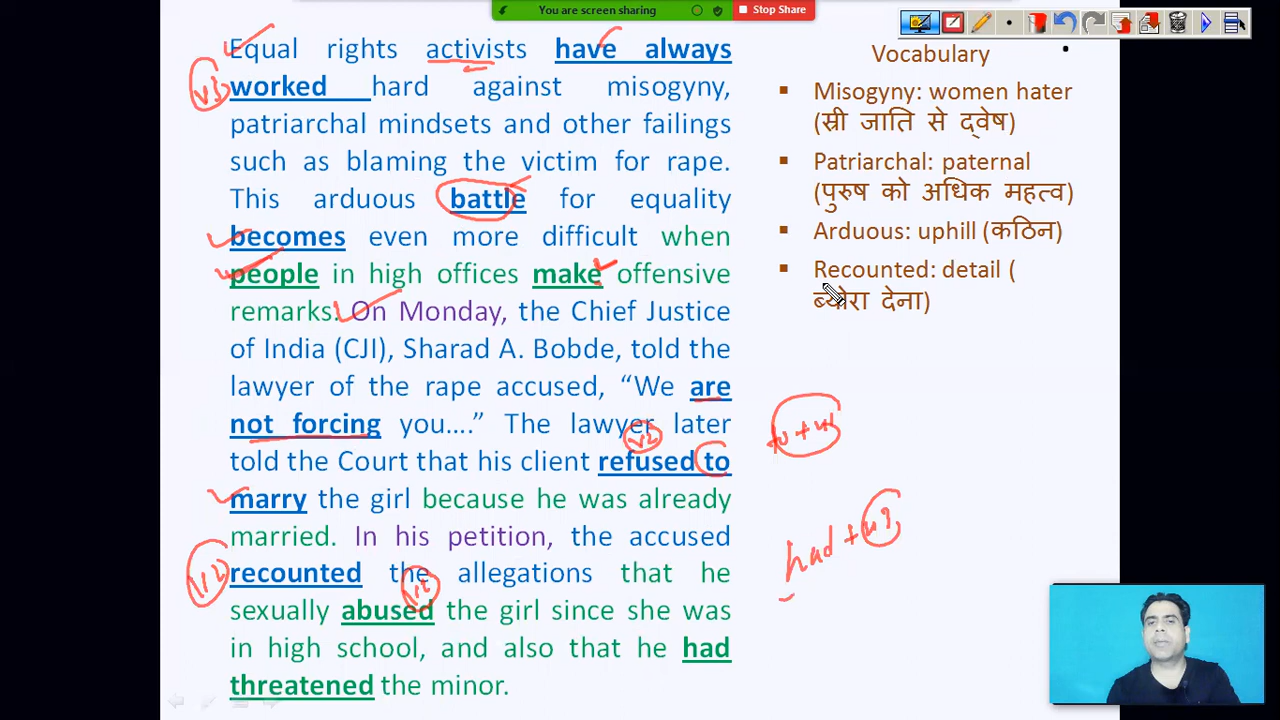 You are screen sharing
Stop Share
Equal rights activists have always
worked hard against misogyny,
patriarchal mindsets and other failings
such as blaming the victim for rape.
This arduous battle for equality
becomes even more difficult when
people in high offices make offensive
remarks. On Monday, the Chief Justice
of India (CJI), Sharad A. Bobde, told the
lawyer of the rape accused, “We are
not forcing you….” The lawyer later
told the Court that his client refused to
marry the girl because he was already
married. In his petition, the accused
recounted the allegations that he
sexually abused the girl since she was
in high school, and also that he had
threatened the minor.
V3
V2
V2
V2
Vocabulary
Misogyny: women hater
(स्री जाति से द्वेष)
Patriarchal: paternal
(पुरुष को अधिक महत्व)
Arduous: uphill (कठिन)
Recounted: detail (
ब्योरा देना)
had + V3